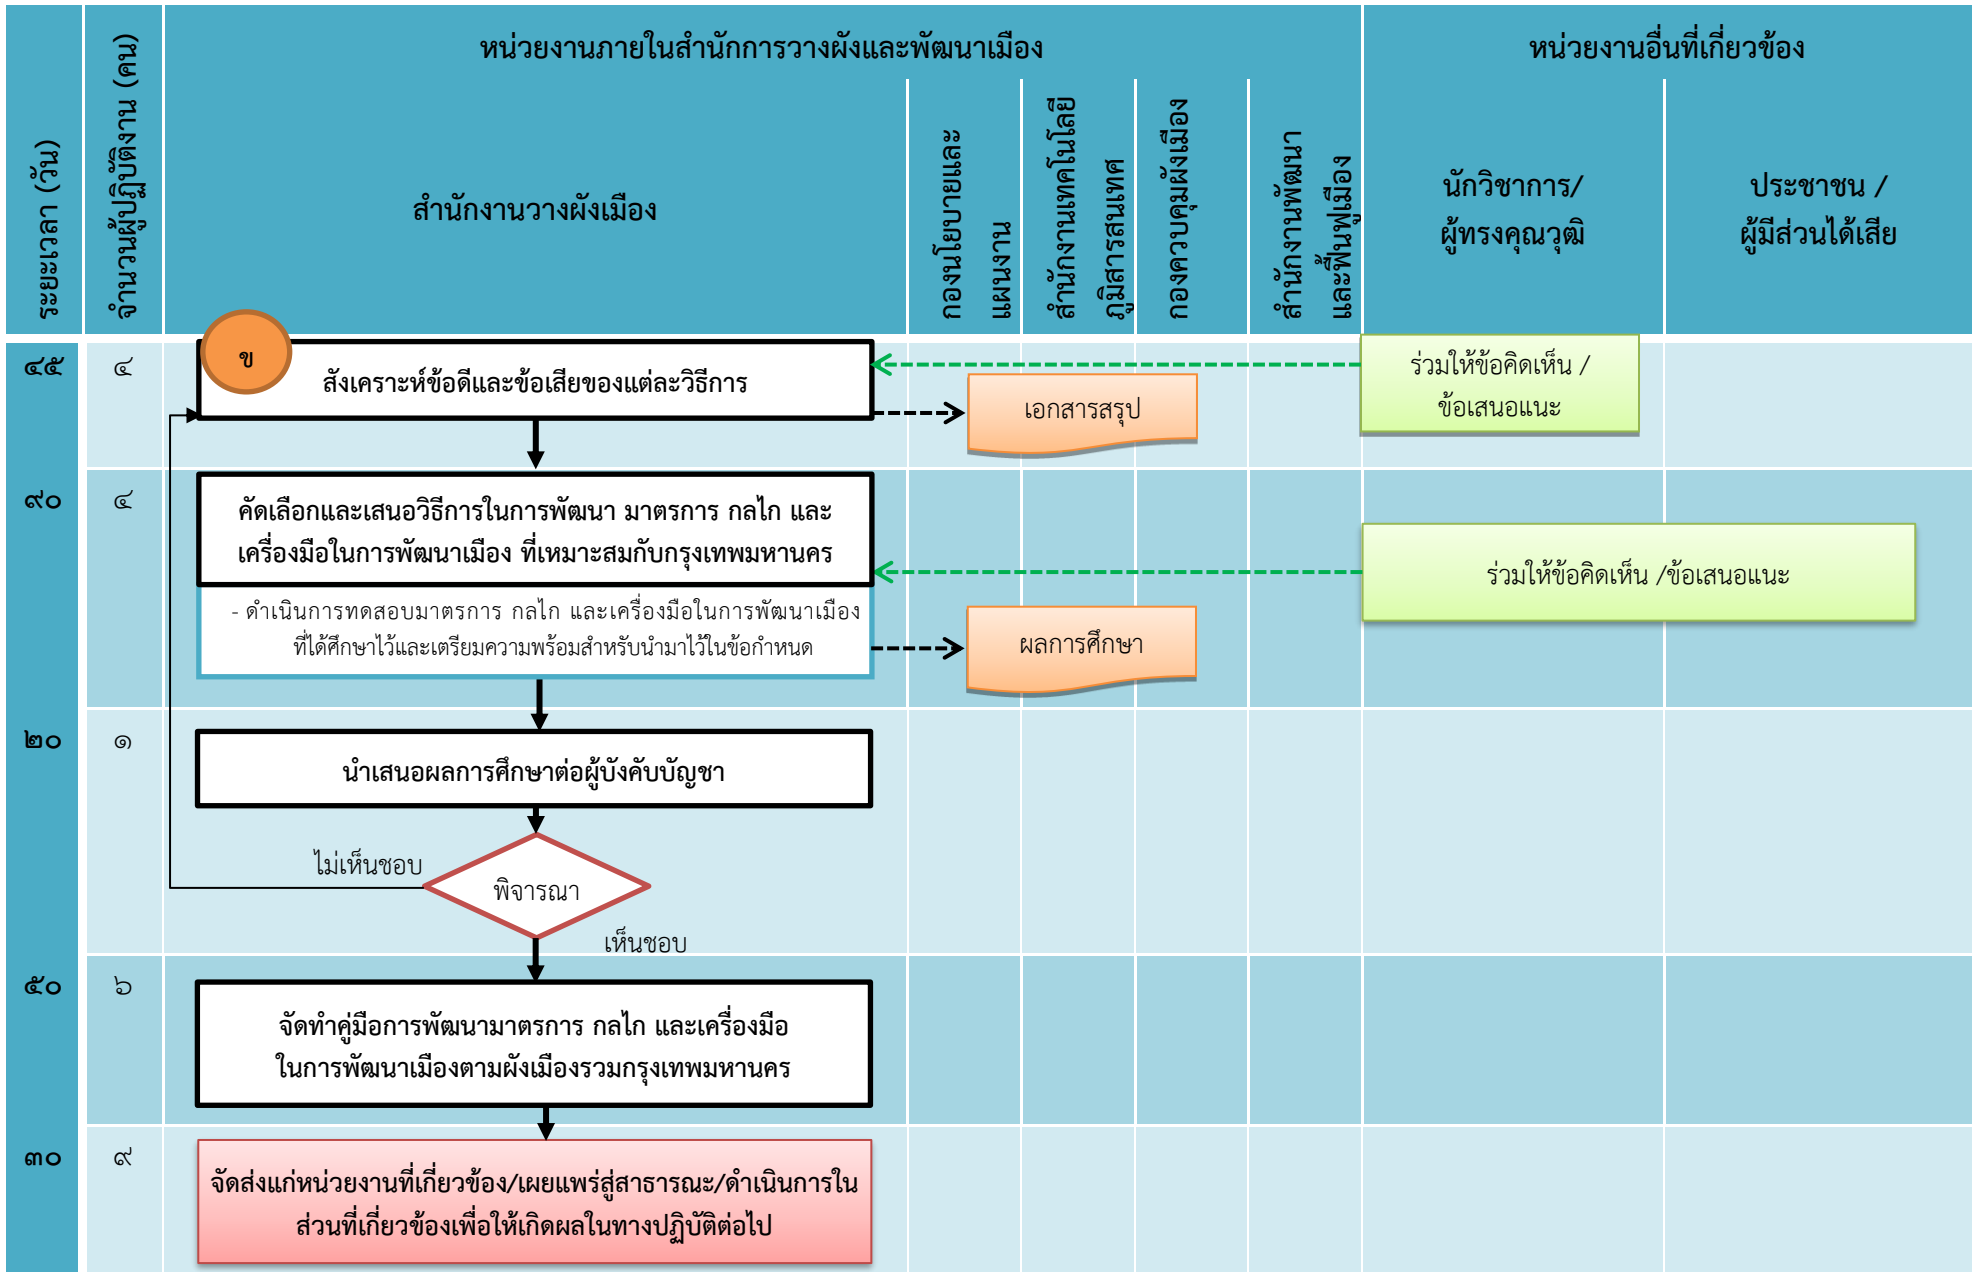 ระยะเวลา (วัน)
จำนวนผู้ปฏิบัติงาน (คน)
หน่วยงานภายในสำนักการวางผังและพัฒนาเมือง
หน่วยงานอื่นที่เกี่ยวข้อง
สำนักงานวางผังเมือง
กองนโยบายและ
แผนงาน
สำนักงานเทคโนโลยี
ภูมิสารสนเทศ
กองควบคุมผังเมือง
สำนักงานพัฒนา
และฟื้นฟูเมือง
นักวิชาการ/
ผู้ทรงคุณวุฒิ
ประชาชน /
ผู้มีส่วนได้เสีย
๔๕
๔
ข
สังเคราะห์ข้อดีและข้อเสียของแต่ละวิธีการ
เอกสารสรุป
ร่วมให้ข้อคิดเห็น /
ข้อเสนอแนะ
๙๐
๔
คัดเลือกและเสนอวิธีการในการพัฒนา มาตรการ กลไก และ
เครื่องมือในการพัฒนาเมือง ที่เหมาะสมกับกรุงเทพมหานคร
- ดำเนินการทดสอบมาตรการ กลไก และเครื่องมือในการพัฒนาเมือง
ที่ได้ศึกษาไว้และเตรียมความพร้อมสำหรับนำมาไว้ในข้อกำหนด
ผลการศึกษา
ร่วมให้ข้อคิดเห็น /ข้อเสนอแนะ
๒๐
๑
นำเสนอผลการศึกษาต่อผู้บังคับบัญชา
ไม่เห็นชอบ
พิจารณา
เห็นชอบ
๕๐
๖
จัดทำคู่มือการพัฒนามาตรการ กลไก และเครื่องมือ
ในการพัฒนาเมืองตามผังเมืองรวมกรุงเทพมหานคร
๓๐
๙
จัดส่งแก่หน่วยงานที่เกี่ยวข้อง/เผยแพร่สู่สาธารณะ/ดำเนินการใน
ส่วนที่เกี่ยวข้องเพื่อให้เกิดผลในทางปฏิบัติต่อไป